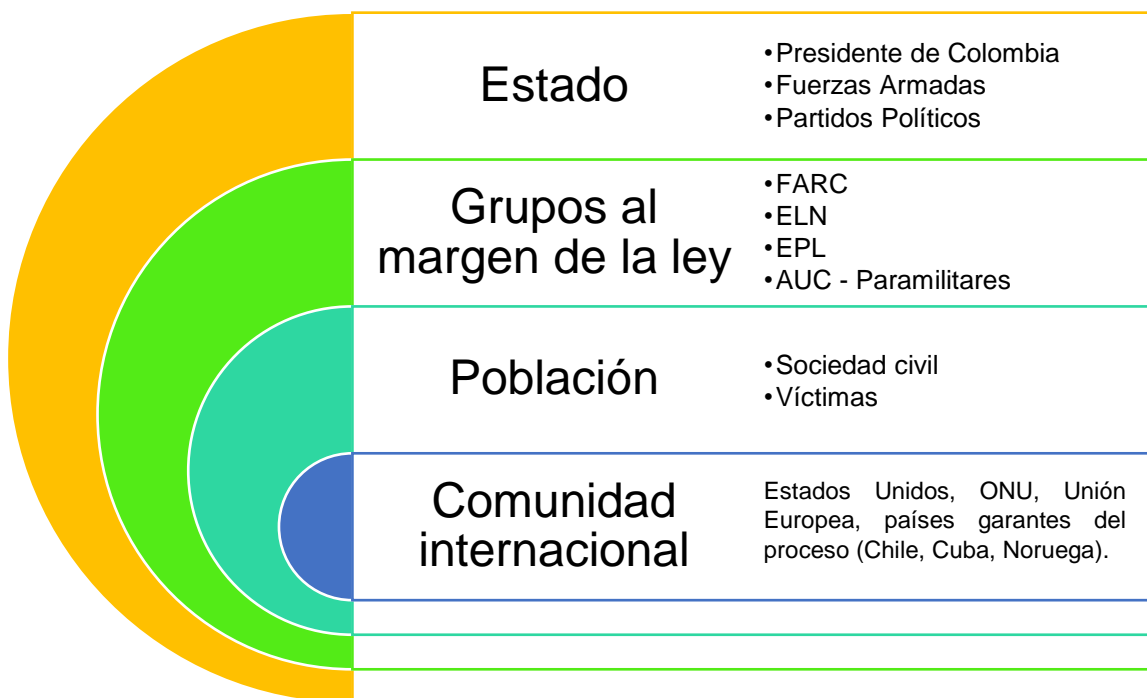 Estado
•Presidente de Colombia
•Fuerzas Armadas
•Partidos Políticos
Grupos al
margen de la ley
•FARC
•ELN
•EPL
•AUC - Paramilitares
Población
•Sociedad civil
•Víctimas
Comunidad
internacional
Estados Unidos, ONU, Unión
Europea, países garantes del
proceso (Chile, Cuba, Noruega).